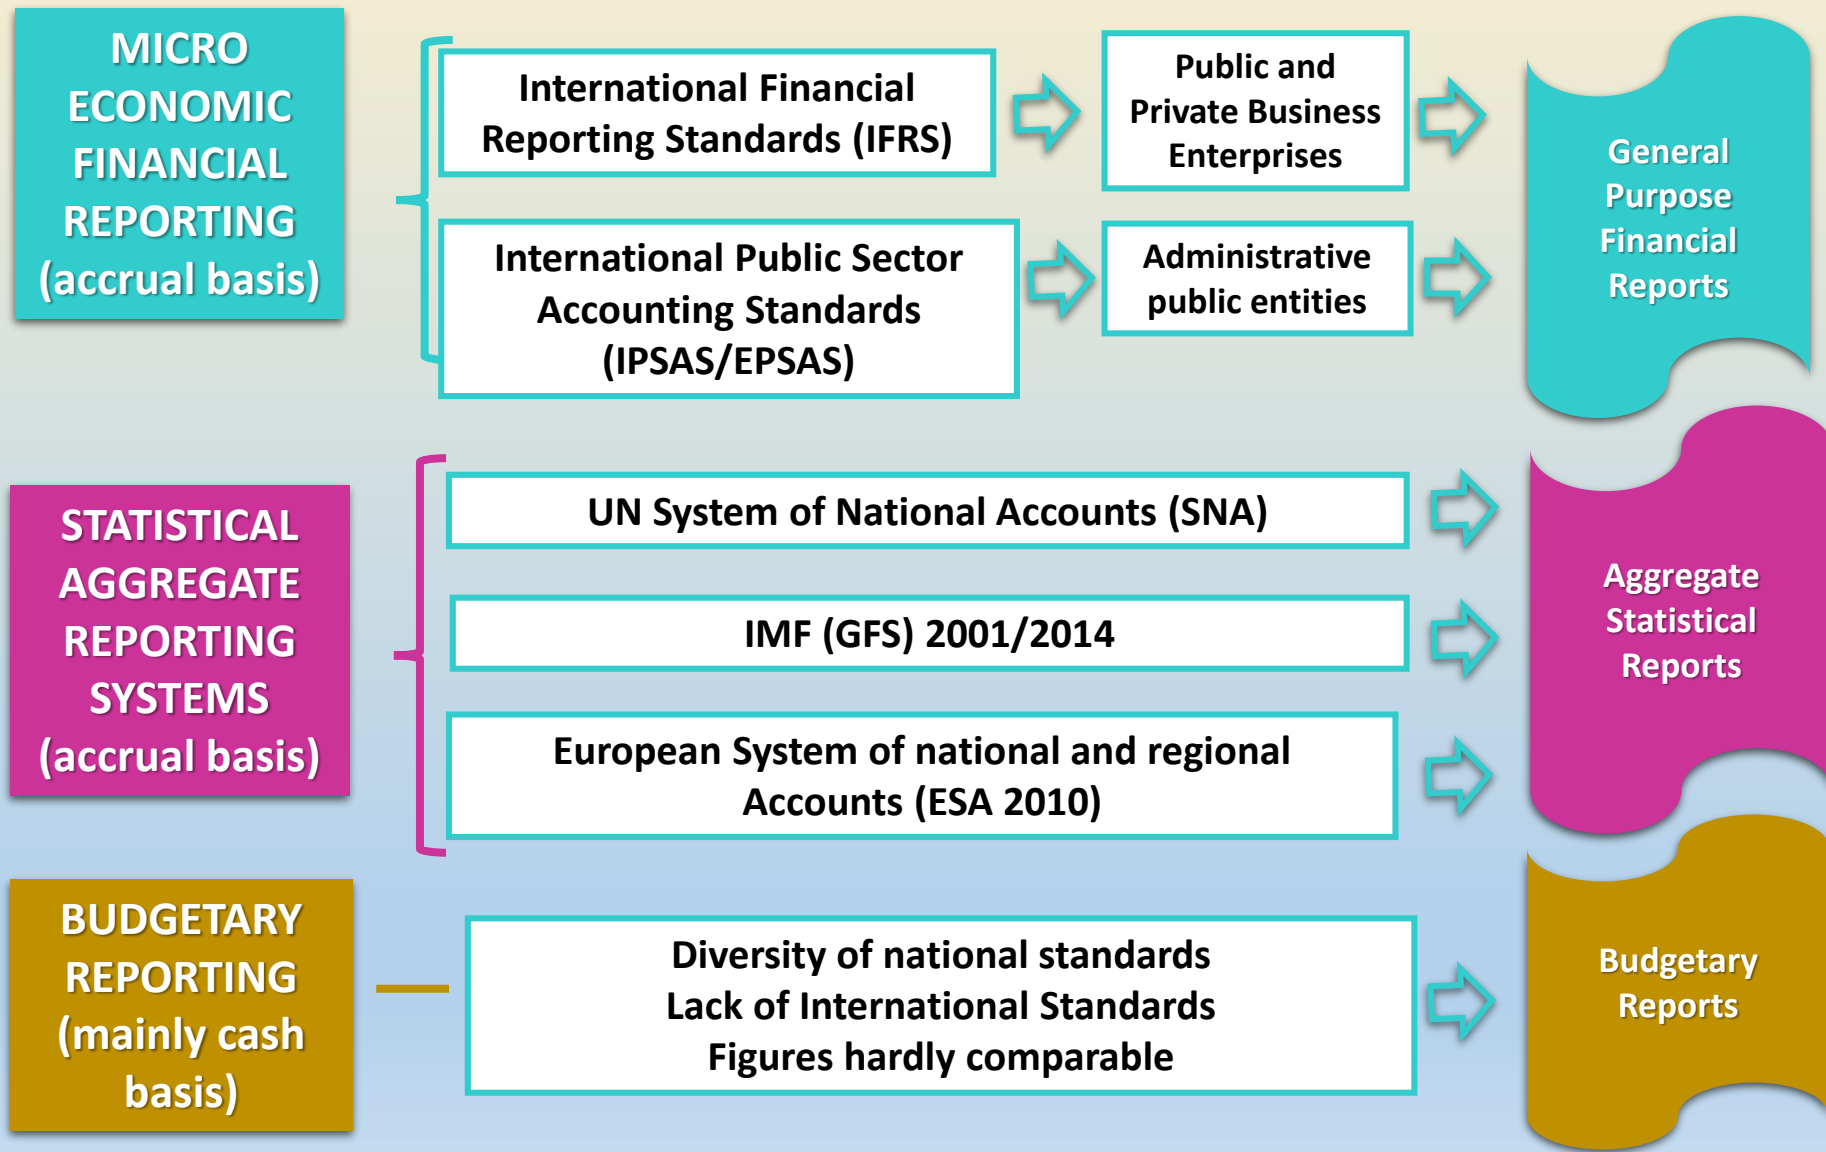 MICRO
ECONOMIC
FINANCIAL
REPORTING
(accrual basis)
International Financial
Reporting Standards (IFRS)
Public and
Private Business
Enterprises
International Public Sector
Accounting Standards
(IPSAS/EPSAS)
Administrative
public entities
General
Purpose
Financial
Reports
STATISTICAL
AGGREGATE
REPORTING
SYSTEMS
(accrual basis)
UN System of National Accounts (SNA)
IMF (GFS) 2001/2014
European System of national and regional
Accounts (ESA 2010)
Aggregate
Statistical
Reports
BUDGETARY
REPORTING
(mainly cash
basis)
Diversity of national standards
Lack of International Standards
Figures hardly comparable
Budgetary
Reports